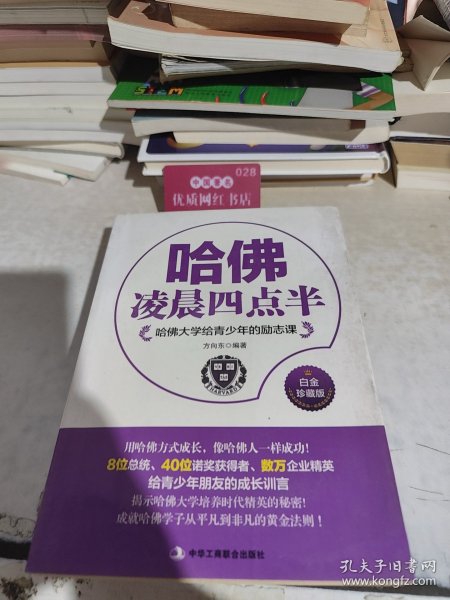 STEM
028
中国書店
优质网红书店
哈佛
凌晨四点半
哈佛大学给青少年的励志课
方向东◎编著
HARVARD
白金
珍藏版
用哈佛方式成长，像哈佛人一样成功！
8位总统、40位诺奖获得者、数万企业精英
给青少年朋友的成长训言
揭示哈佛大学培养时代精英的秘密！
成就哈佛学子从平凡到非凡的黄金法则！
中华工商联合出版社
孔夫子旧书网
www.kongfz.com